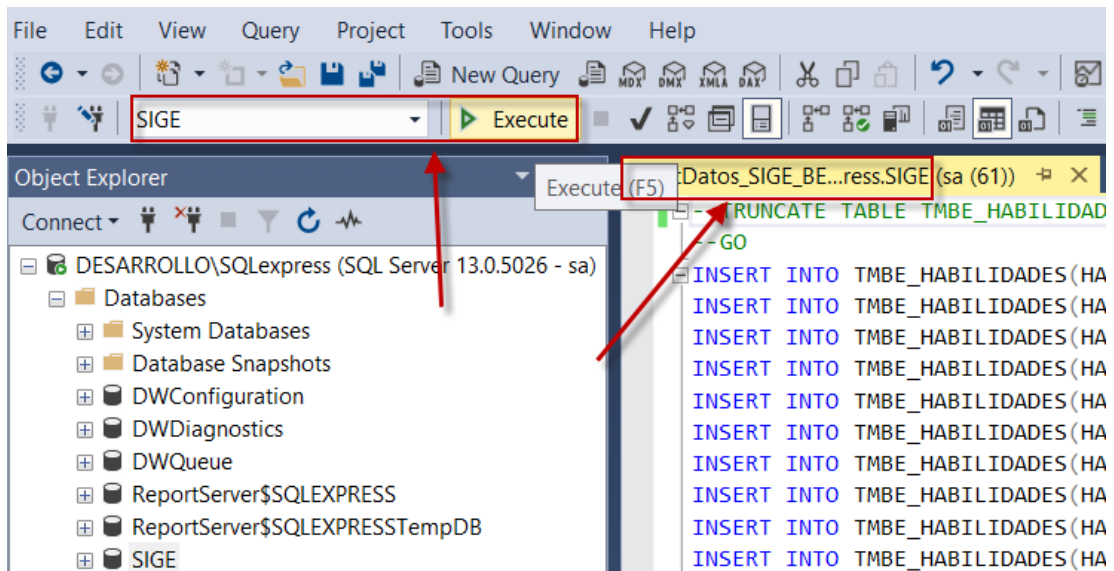 File Edit View Query Project Tools Window Help
New Query MDX DMX XMLA DAX
SIGE Execute
Object Explorer
Execute (F5)
tDatos_SIGE_BE...ress.SIGE (sa (61))
Connect
DESARROLLO\SQLexpress (SQL Server 13.0.5026 - sa)
Databases
System Databases
Database Snapshots
DWConfiguration
DWDiagnostics
DWQueue
ReportServer$SQLEXPRESS
ReportServer$SQLEXPRESSTempDB
SIGE
--TRUNCATE TABLE TMBE_HABILIDAD
--GO
INSERT INTO TMBE_HABILIDADES(HA
INSERT INTO TMBE_HABILIDADES(HA
INSERT INTO TMBE_HABILIDADES(HA
INSERT INTO TMBE_HABILIDADES(HA
INSERT INTO TMBE_HABILIDADES(HA
INSERT INTO TMBE_HABILIDADES(HA
INSERT INTO TMBE_HABILIDADES(HA
INSERT INTO TMBE_HABILIDADES(HA
INSERT INTO TMBE_HABILIDADES(HA
INSERT INTO TMBE_HABILIDADES(HA